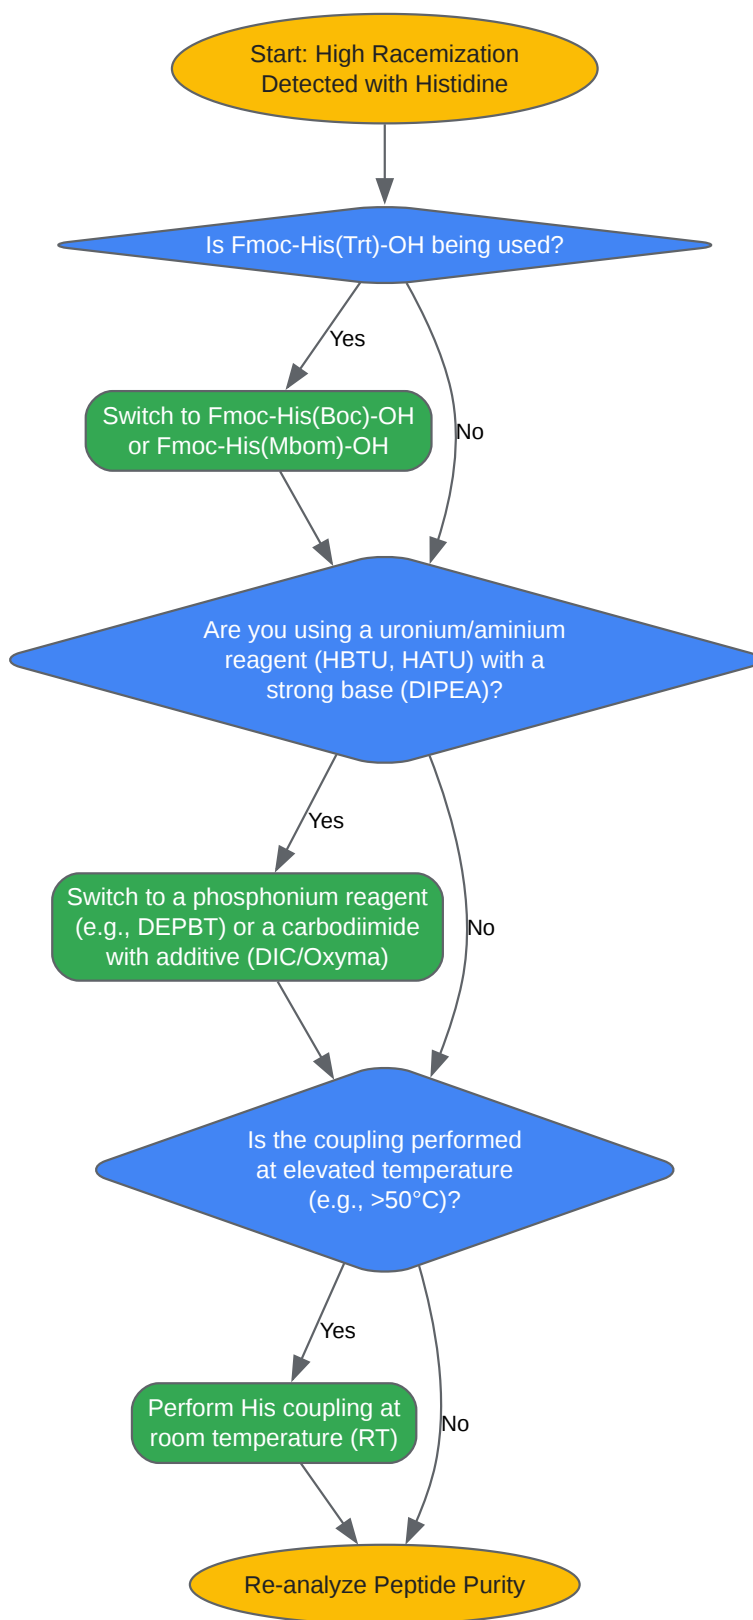 Start: High Racemization
Detected with Histidine
Is Fmoc-His(Trt)-OH being used?
Yes
Switch to Fmoc-His(Boc)-OH
or Fmoc-His(Mbom)-OH
No
Are you using a uronium/aminium
reagent (HBTU, HATU) with a
strong base (DIPEA)?
Yes
Switch to a phosphonium reagent
(e.g., DEPBT) or a carbodiimide
with additive (DIC/Oxyma)
No
Is the coupling performed
at elevated temperature
(e.g., >50°C)?
Yes
Perform His coupling at
room temperature (RT)
No
Re-analyze Peptide Purity